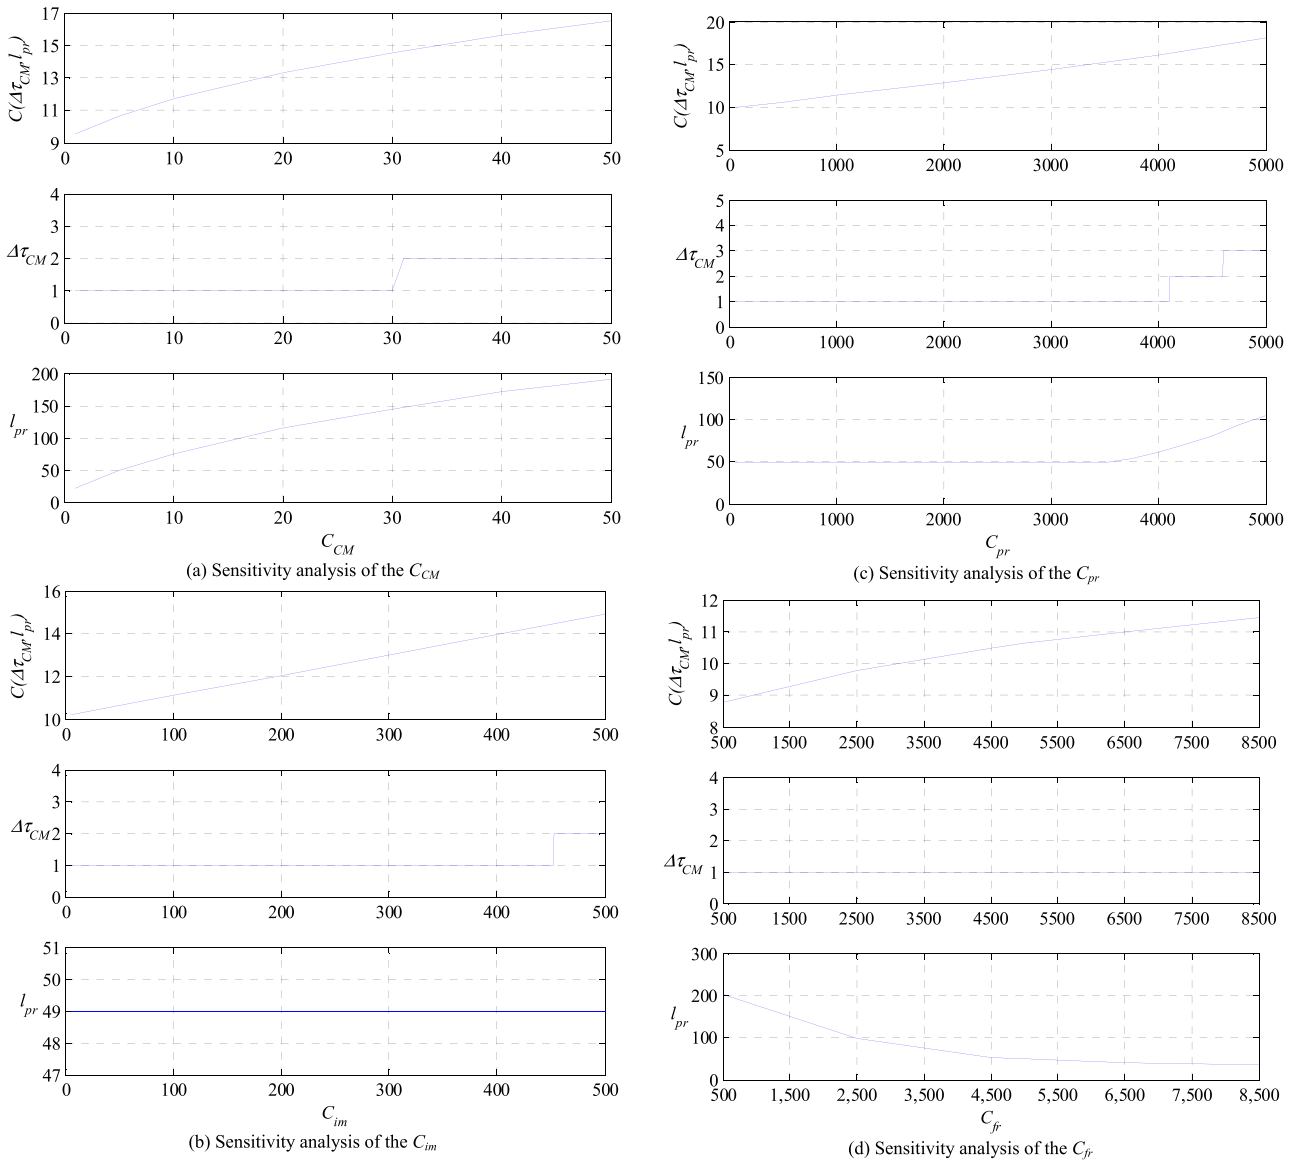 17
15
13
11
9
C(Δτ_CM, l_pr)
0 10 20 30 40 50
4
3
Δτ_CM 2
1
0
0 10 20 30 40 50
200
150
l_pr 100
50
0
0 10 20 30 40 50
C_CM
(a) Sensitivity analysis of the C_CM
16
14
12
10
C(Δτ_CM, l_pr)
0 100 200 300 400 500
4
3
Δτ_CM 2
1
0
0 100 200 300 400 500
51
50
l_pr 49
48
47
0 100 200 300 400 500
C_im
(b) Sensitivity analysis of the C_im
20
15
10
5
C(Δτ_CM, l_pr)
0 1000 2000 3000 4000 5000
5
4
Δτ_CM 3
2
1
0
0 1000 2000 3000 4000 5000
150
100
l_pr
50
0
0 1000 2000 3000 4000 5000
C_pr
(c) Sensitivity analysis of the C_pr
12
11
10
9
8
C(Δτ_CM, l_pr)
500 1500 2500 3500 4500 5500 6500 7500 8500
4
3
2
Δτ_CM 1
0
500 1500 2500 3500 4500 5500 6500 7500 8500
300
200
l_pr
100
0
500 1,500 2,500 3,500 4,500 5,500 6,500 7,500 8,500
C_fr
(d) Sensitivity analysis of the C_fr